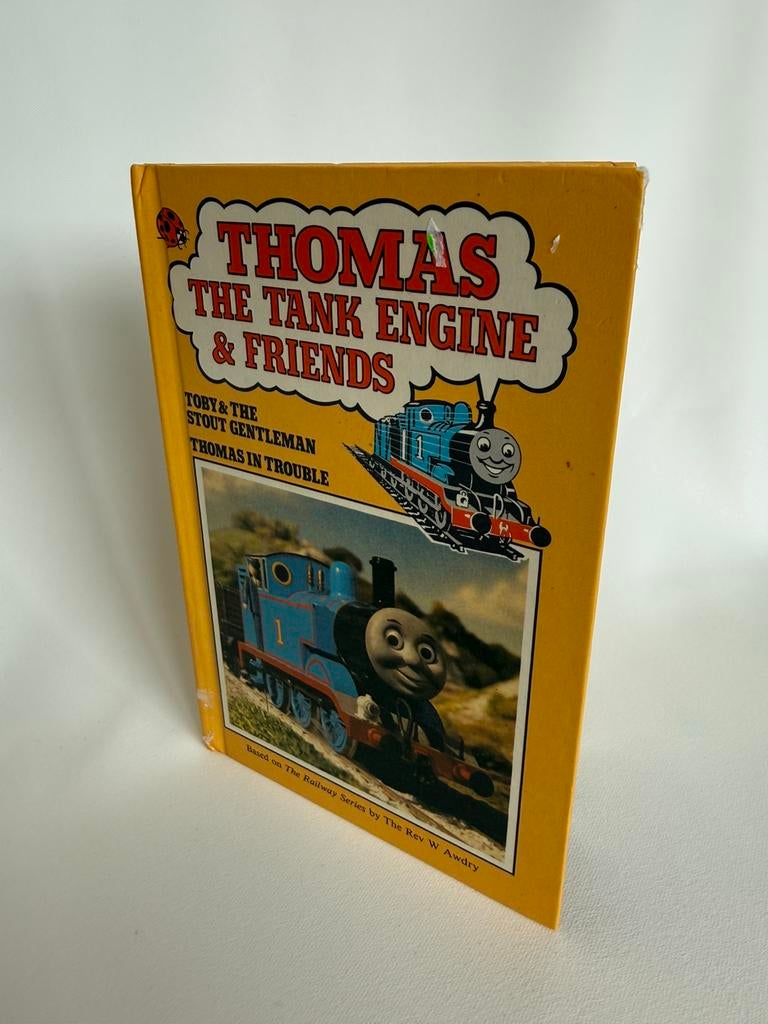 THOMAS
THE TANK ENGINE
& FRIENDS
TOBY & THE
STOUT GENTLEMAN
THOMAS IN TROUBLE
1
1
Based on The Railway Series by The Rev W Awdry